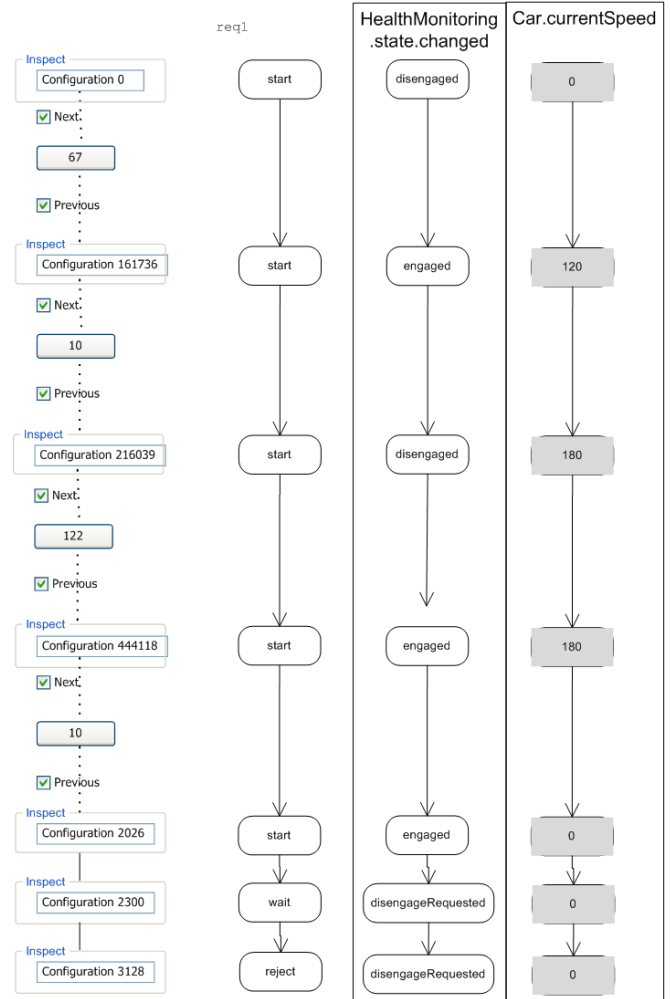 req1
HealthMonitoring
.state.changed
Car.currentSpeed
Inspect
Configuration 0
start
disengaged
0
Next
67
Previous
Inspect
Configuration 161736
start
engaged
120
Next
10
Previous
Inspect
Configuration 216039
start
disengaged
180
Next
122
Previous
Inspect
Configuration 444118
start
engaged
180
Next
10
Previous
Inspect
Configuration 2026
start
engaged
0
Inspect
Configuration 2300
wait
disengageRequested
0
Inspect
Configuration 3128
reject
disengageRequested
0